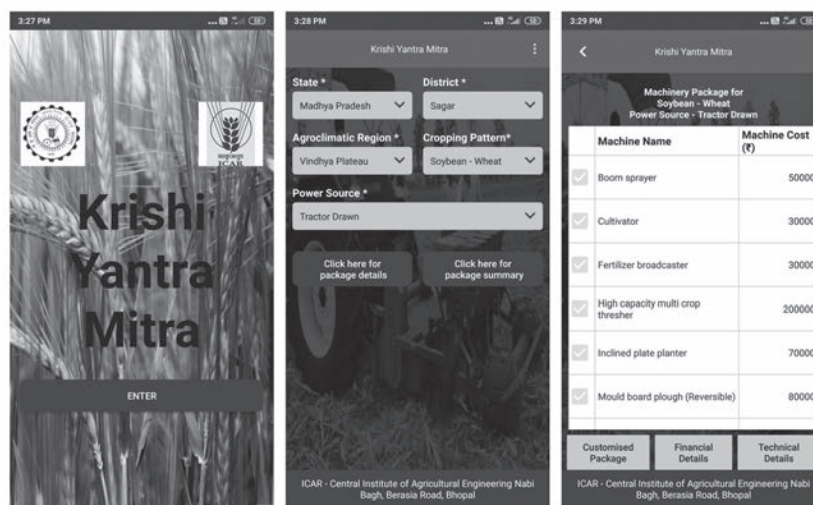 3:27 PM
Krishi
Yantra
Mitra
ICAR
ENTER
3:28 PM
Krishi Yantra Mitra
State *
District *
Madhya Pradesh
Sagar
Agroclimatic Region *
Cropping Pattern*
Vindhya Plateau
Soybean - Wheat
Power Source *
Tractor Drawn
Click here for
package details
Click here for
package summary
ICAR - Central Institute of Agricultural Engineering Nabi
Bagh, Berasia Road, Bhopal
3:29 PM
Krishi Yantra Mitra
Machinery Package for
Soybean - Wheat
Power Source - Tractor Drawn
Machine Name
Machine Cost
(₹)
Boom sprayer
50000
Cultivator
30000
Fertilizer broadcaster
30000
High capacity multi crop
thresher
200000
Inclined plate planter
70000
Mould board plough (Reversible)
80000
Customised
Package
Financial
Details
Technical
Details
ICAR - Central Institute of Agricultural Engineering Nabi
Bagh, Berasia Road, Bhopal